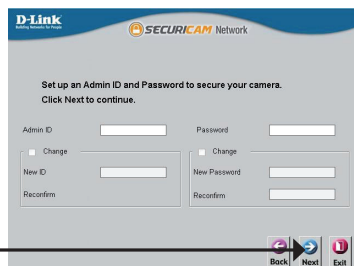 D-Link
Building Networks for People
SECURICAM Network
Set up an Admin ID and Password to secure your camera.
Click Next to continue.
Admin ID
Password
Change
Change
New ID
New Password
Reconfirm
Reconfirm
Back Next Exit